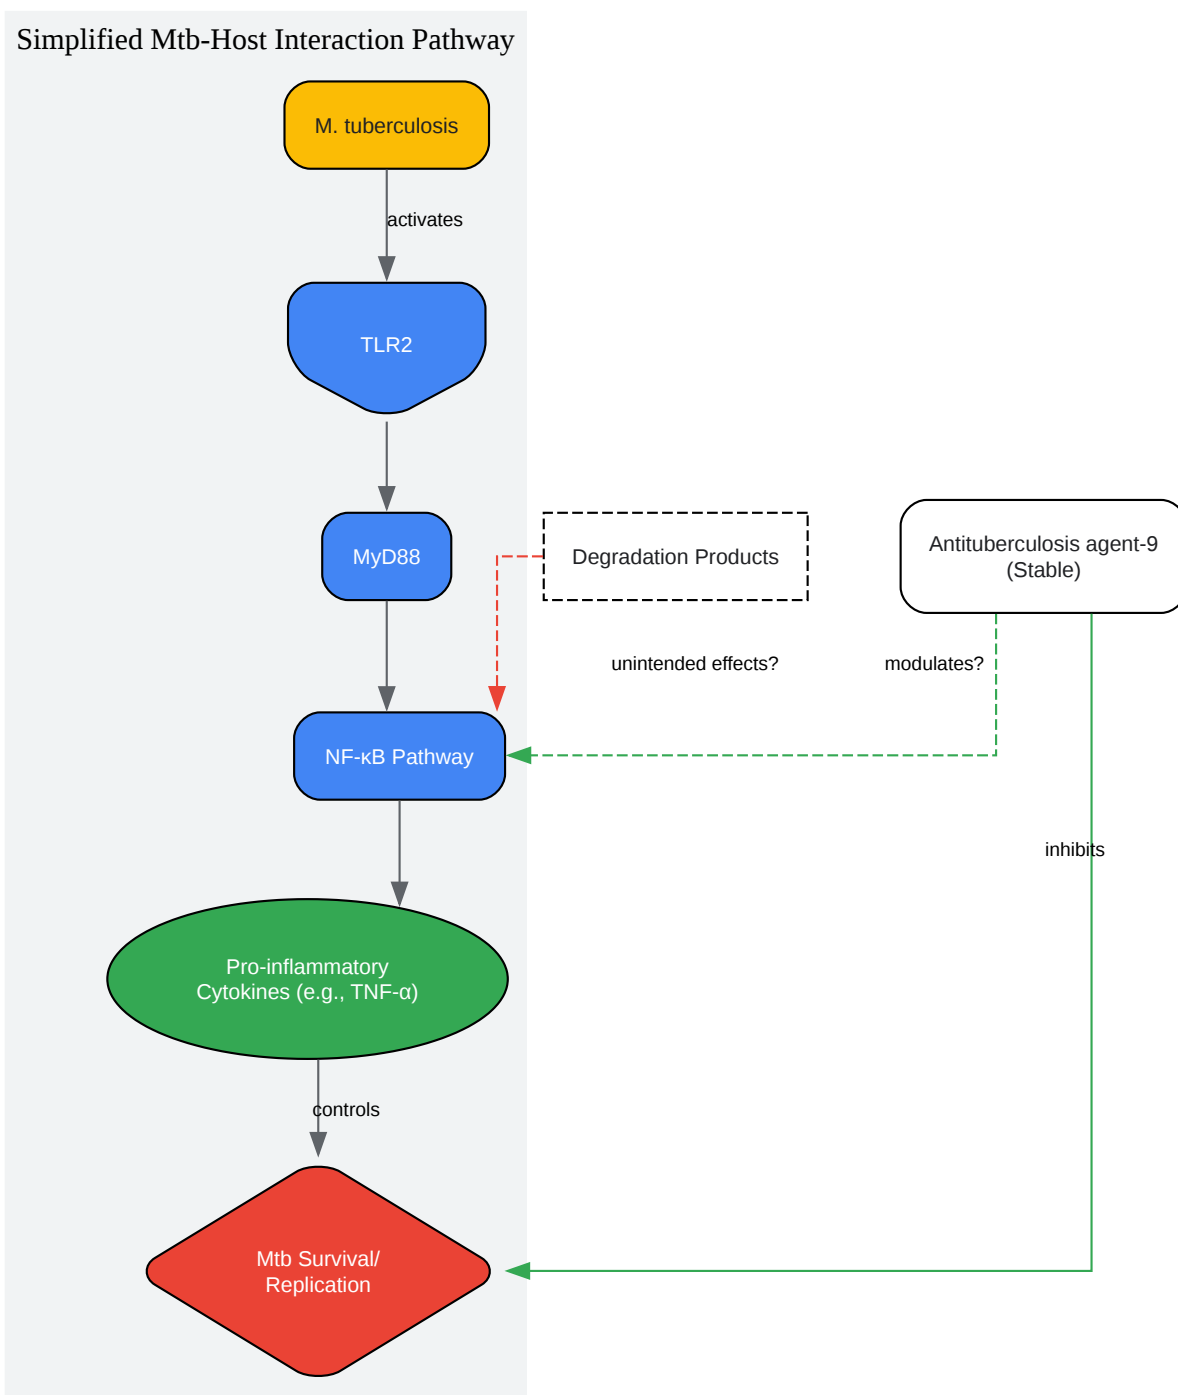 Simplified Mtb-Host Interaction Pathway
M. tuberculosis
activates
TLR2
MyD88
Degradation Products
Antituberculosis agent-9
(Stable)
unintended effects?
modulates?
NF-κB Pathway
inhibits
Pro-inflammatory
Cytokines (e.g., TNF-α)
controls
Mtb Survival/
Replication